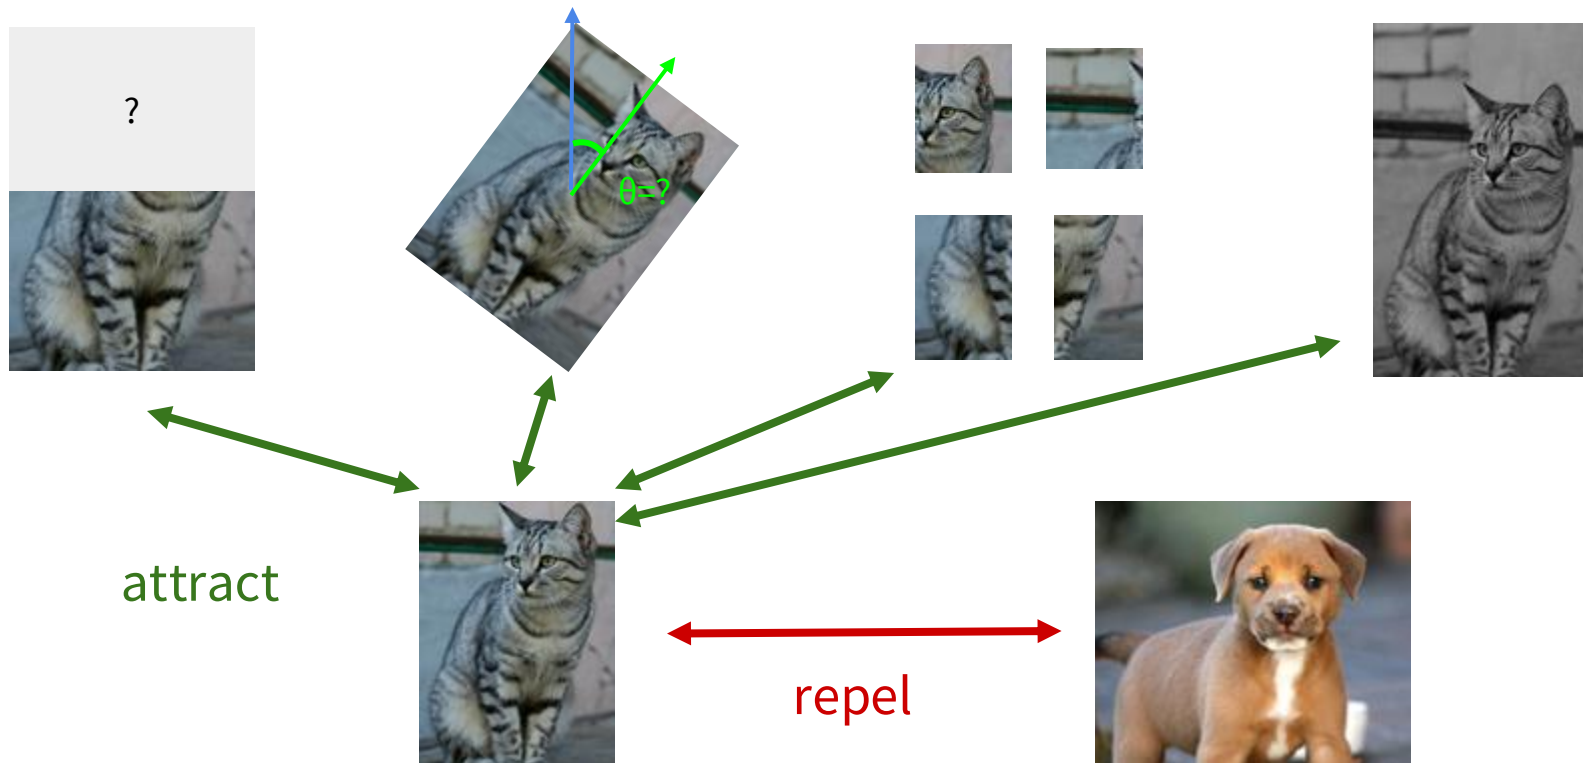 ?
θ=?
attract
repel